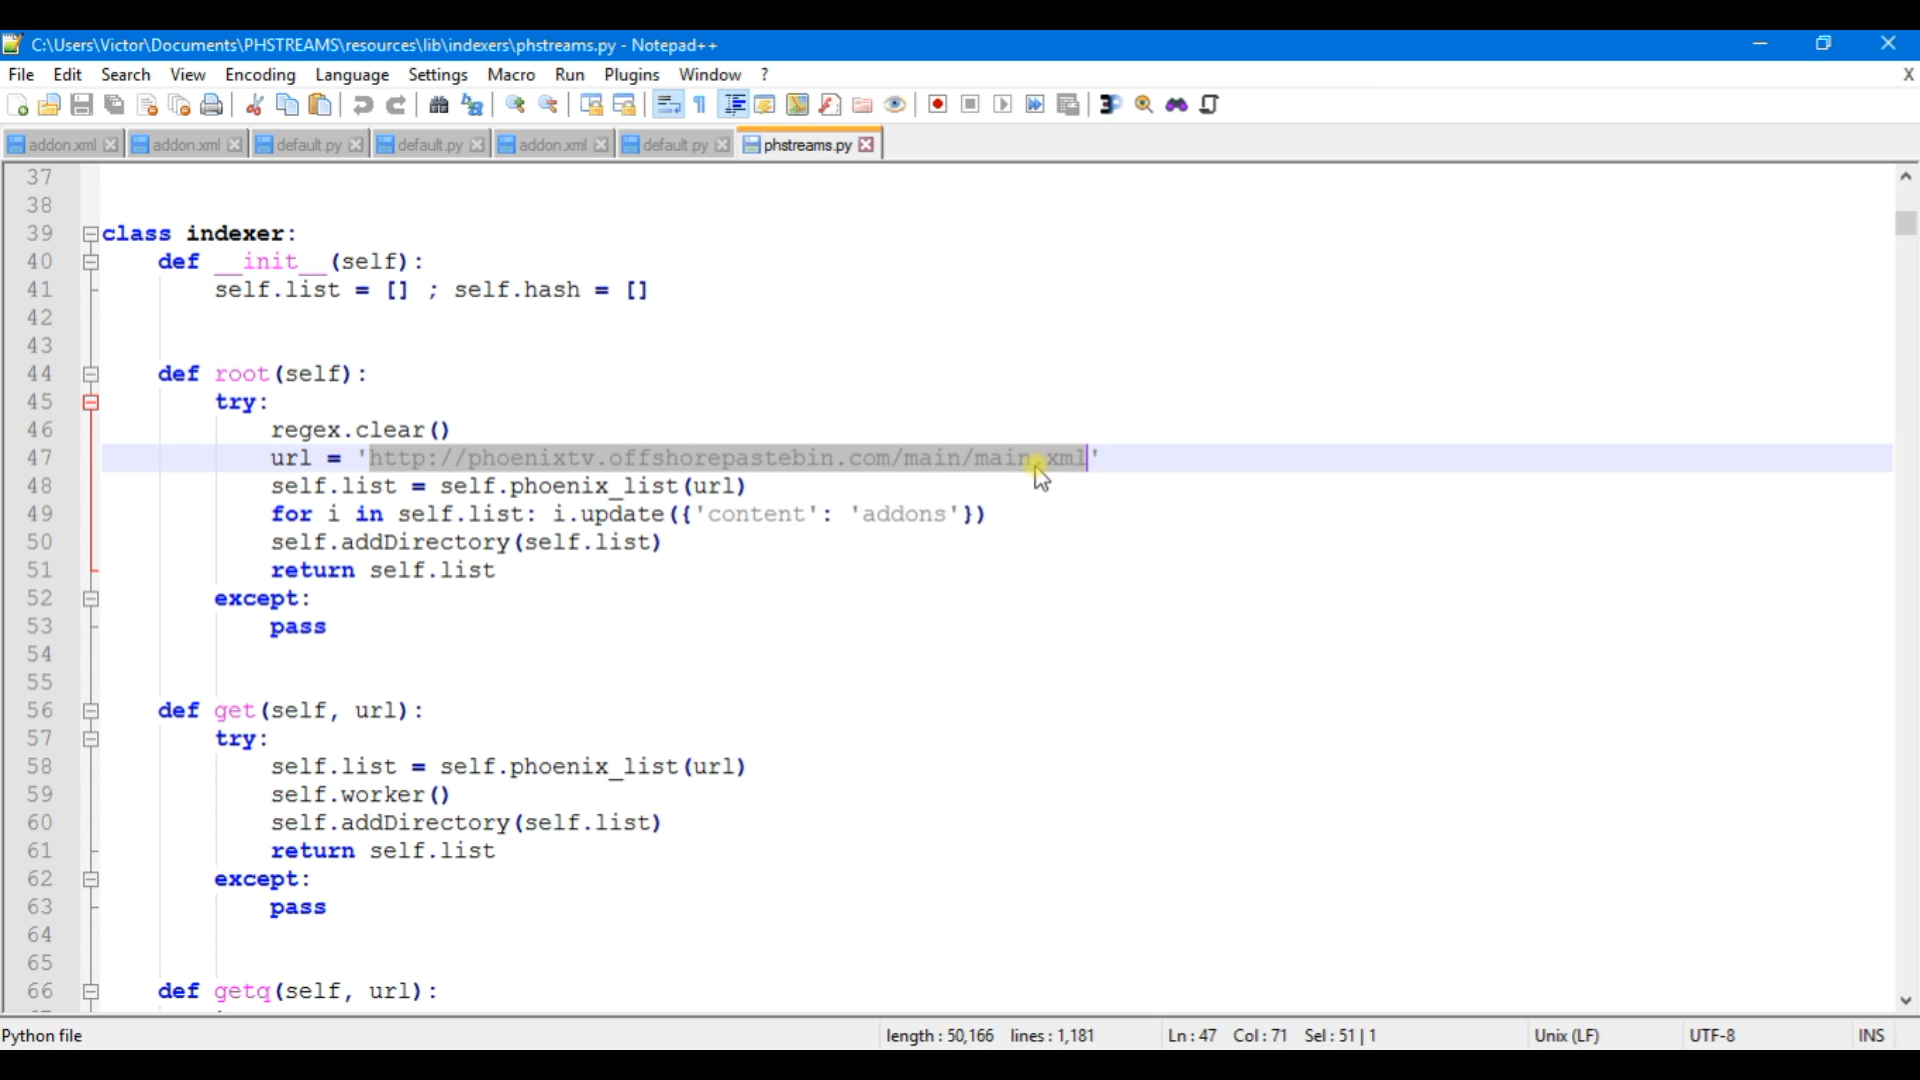 C:\Users\Victor\Documents\PHSTREAMS\resources\lib\indexers\phstreams.py - Notepad++
File Edit Search View Encoding Language Settings Macro Run Plugins Window ? X
addon.xml addon.xml default.py default.py addon.xml default.py phstreams.py
37
38
39 class indexer:
40     def __init__(self):
41         self.list = [] ; self.hash = []
42
43
44     def root(self):
45         try:
46             regex.clear()
47             url = 'http://phoenixtv.offshorepastebin.com/main/main.xml'
48             self.list = self.phoenix_list(url)
49             for i in self.list: i.update({'content': 'addons'})
50             self.addDirectory(self.list)
51             return self.list
52         except:
53             pass
54
55
56     def get(self, url):
57         try:
58             self.list = self.phoenix_list(url)
59             self.worker()
60             self.addDirectory(self.list)
61             return self.list
62         except:
63             pass
64
65
66     def getq(self, url):
Python file length : 50,166 lines : 1,181 Ln : 47 Col : 71 Sel : 51 | 1 Unix (LF) UTF-8 INS